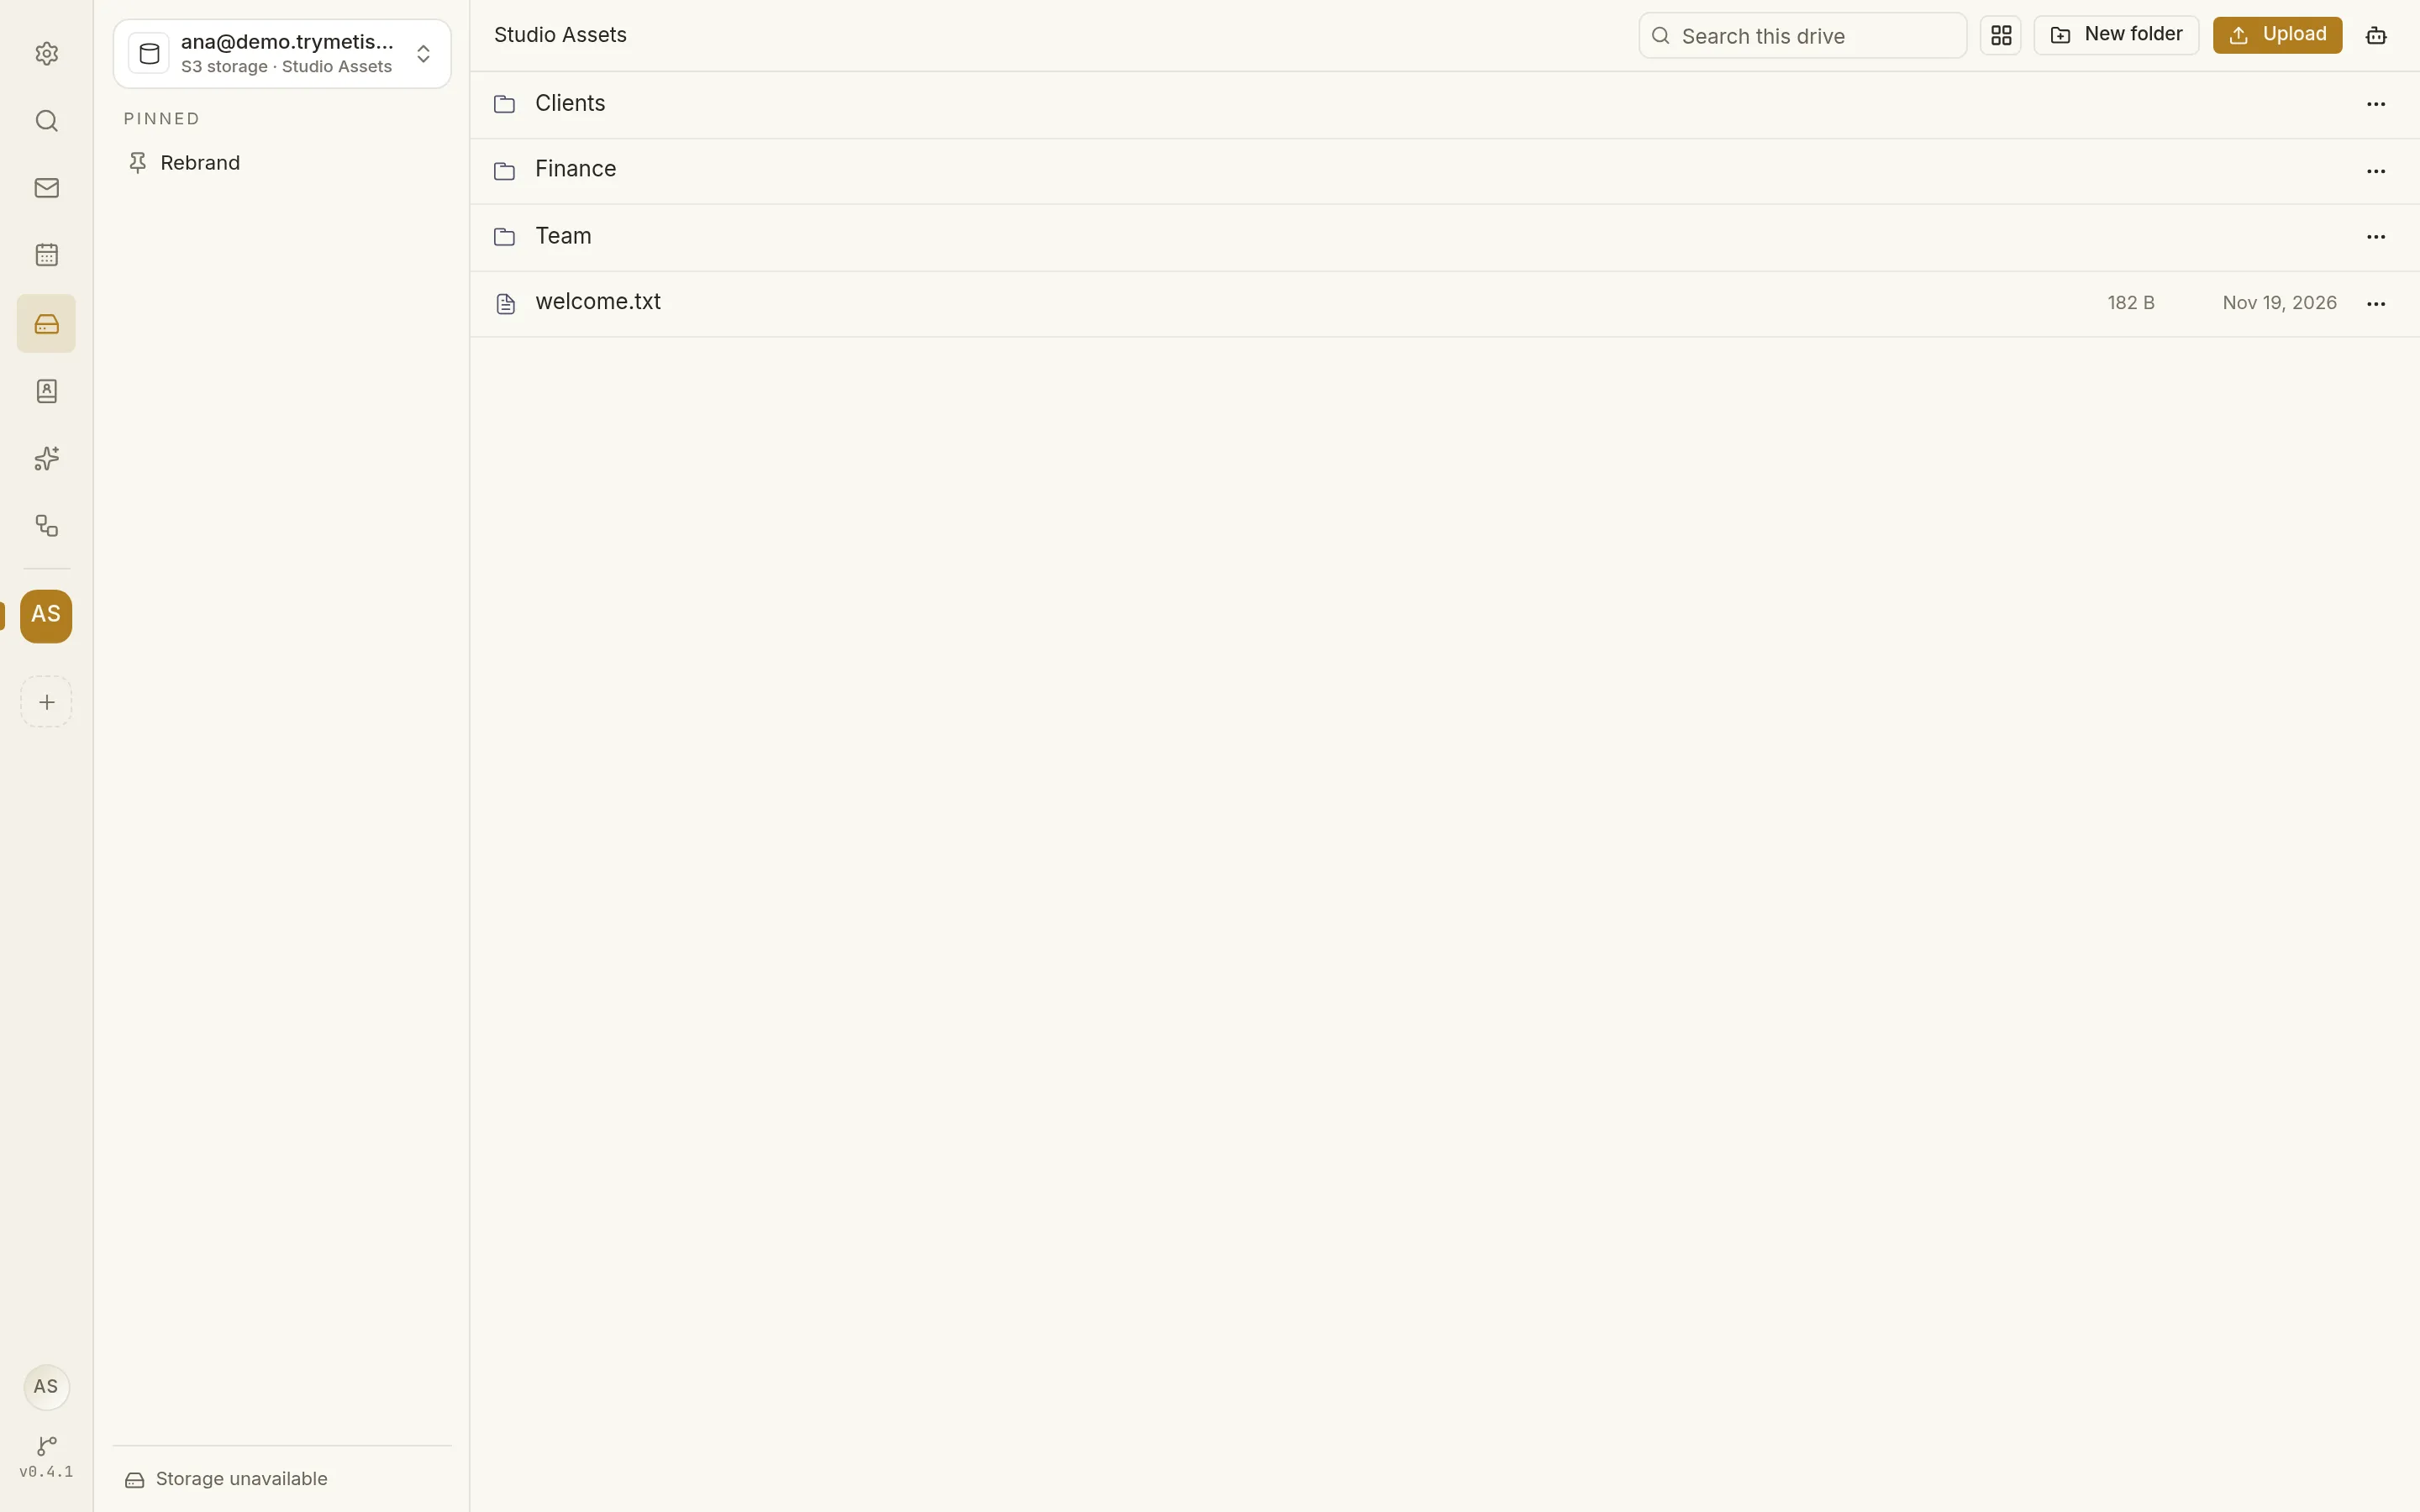 ana@demo.trymetis...
S3 storage · Studio Assets
PINNED
Rebrand
Studio Assets
Search this drive
New folder
Upload
Clients
Finance
Team
welcome.txt
182 B
Nov 19, 2026
AS
AS
v0.4.1
Storage unavailable